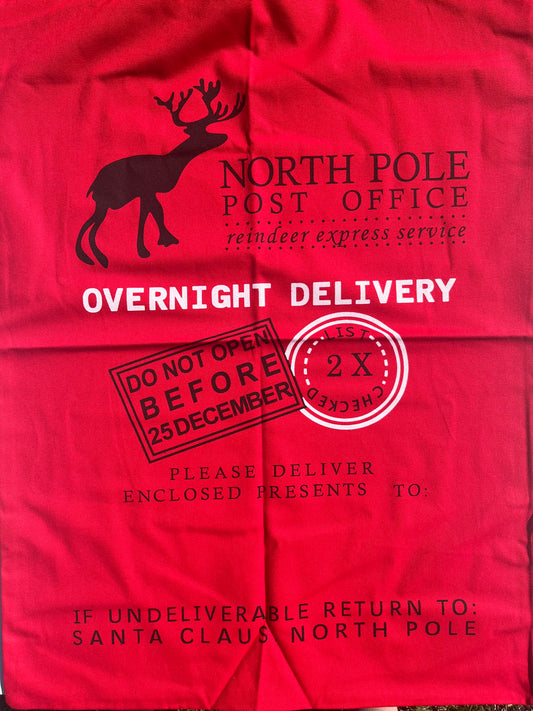 NORTH POLE
POST OFFICE
reindeer express service
OVERNIGHT DELIVERY
DO NOT OPEN
BEFORE
25 DECEMBER
LIST
2 X
CHECKED
PLEASE DELIVER
ENCLOSED PRESENTS TO:
IF UNDELIVERABLE RETURN TO:
SANTA CLAUS NORTH POLE